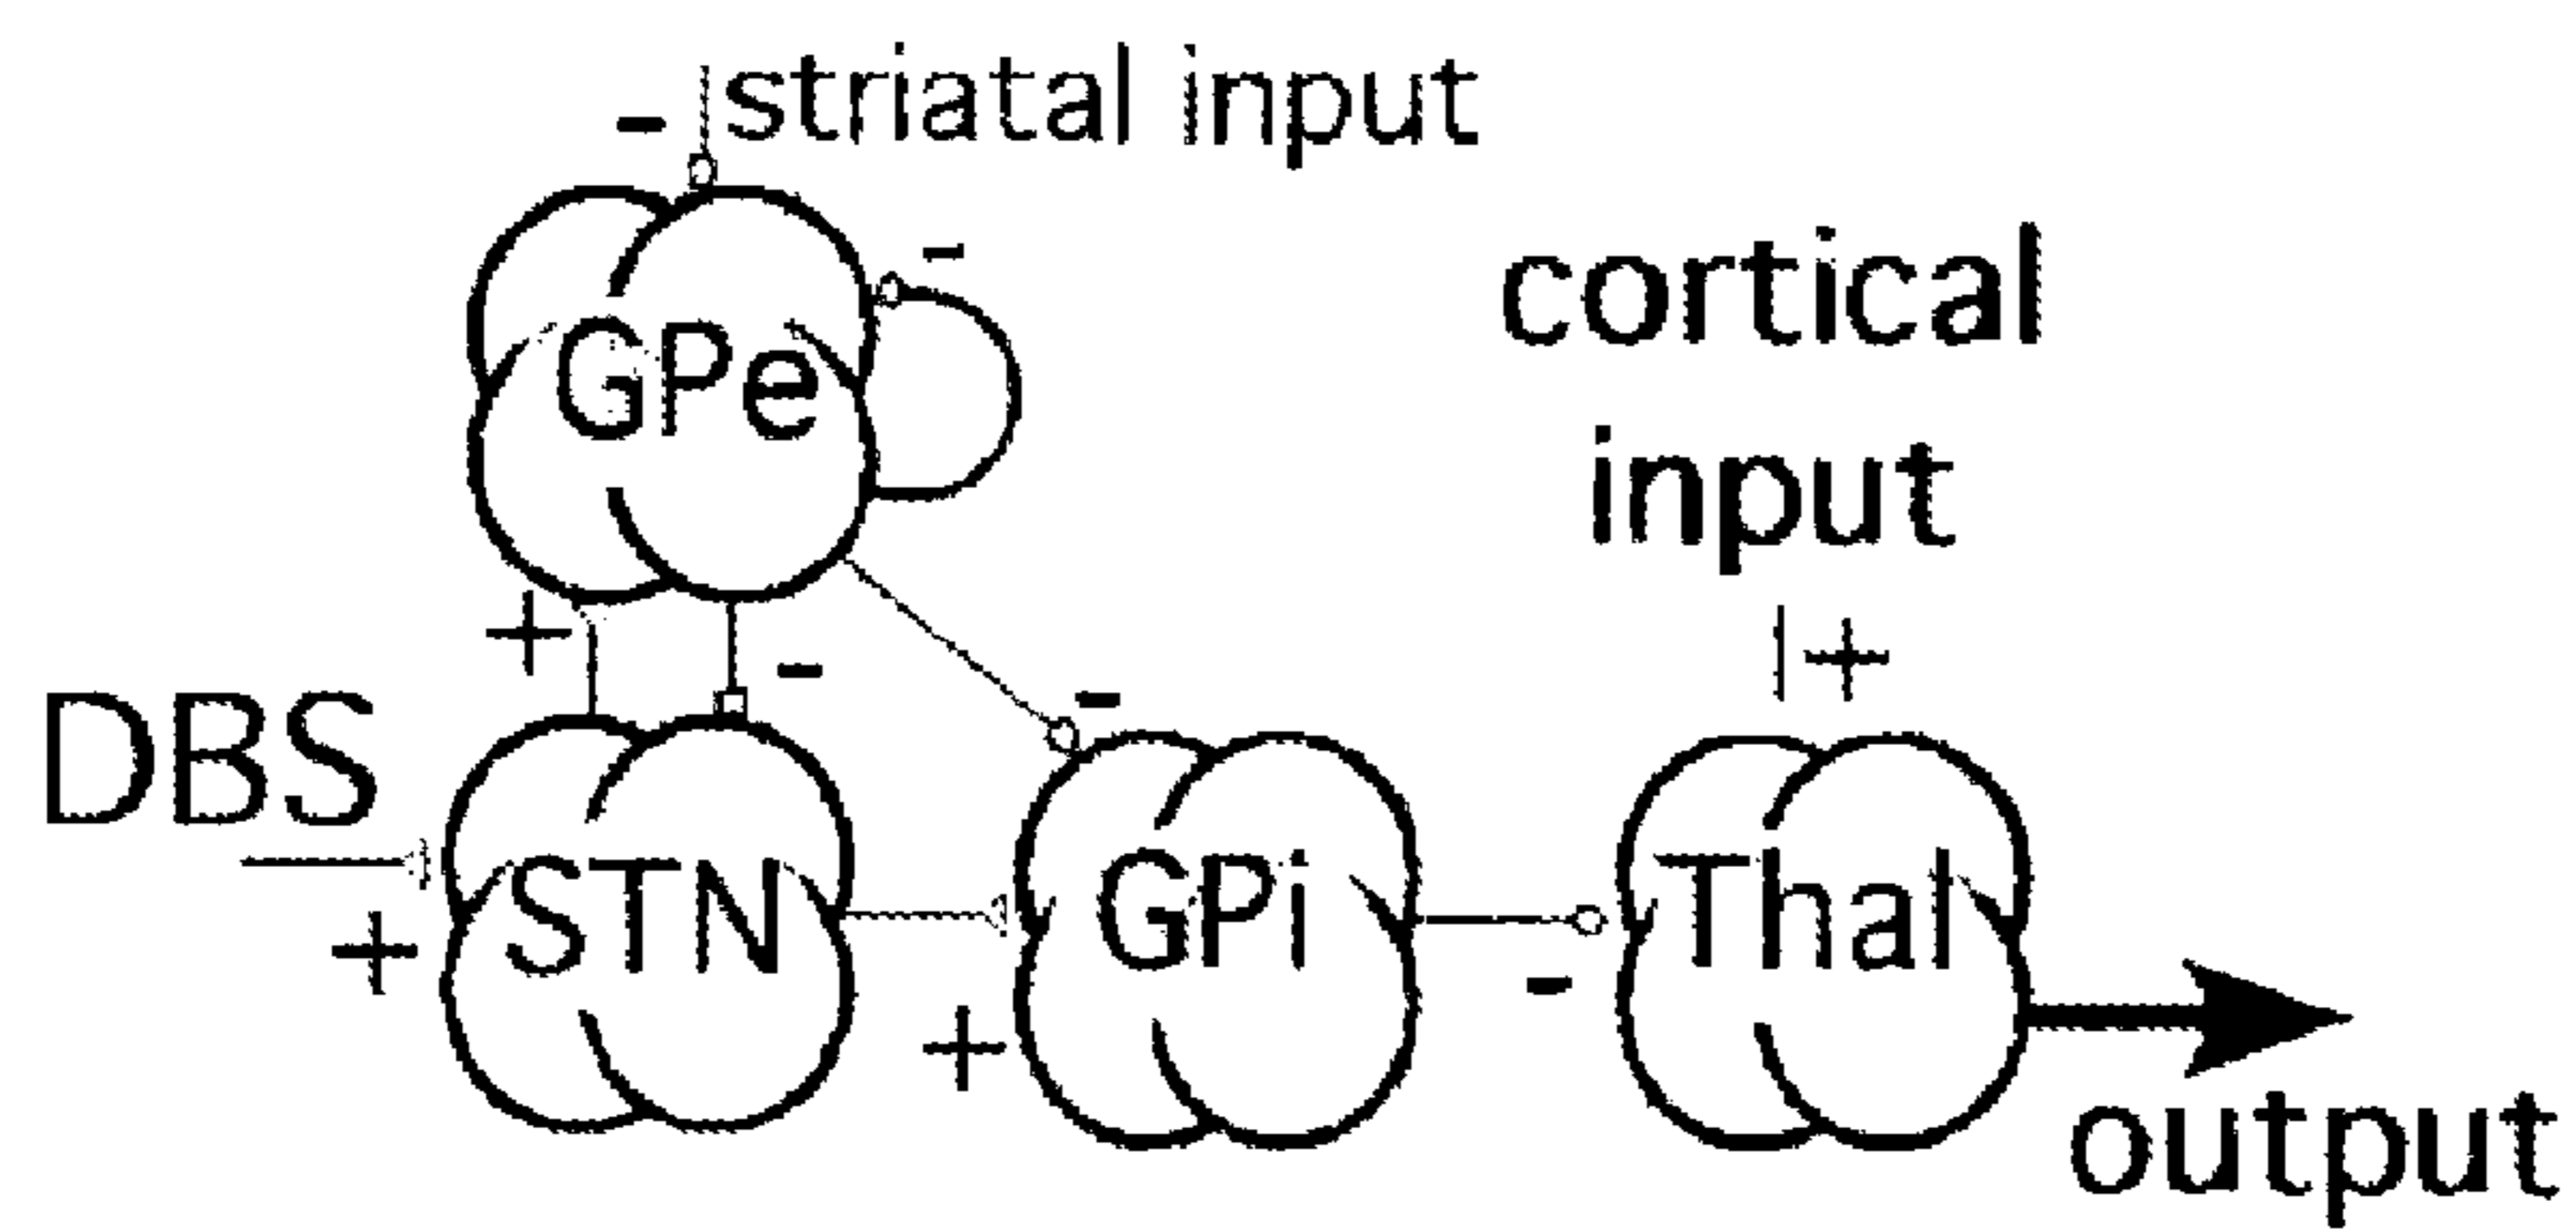 - striatal input
-
GPe
cortical
input
+
-
-
+
DBS
STN
GPi
Thal
+
+
-
output